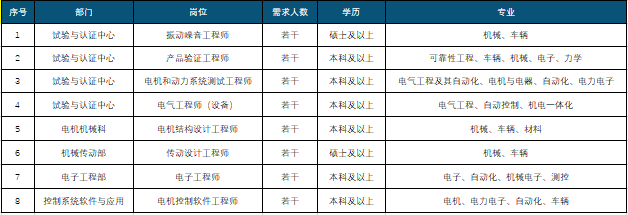 序号 部门 岗位 需求人数 学历 专业
1 试验与认证中心 振动噪音工程师 若干 硕士及以上 机械、车辆
2 试验与认证中心 产品验证工程师 若干 本科及以上 可靠性工程、车辆、机械、电子、力学
3 试验与认证中心 电机和动力系统测试工程师 若干 本科及以上 电气工程及其自动化、电机与电器、自动化、电力电子
4 试验与认证中心 电气工程师（设备） 若干 本科及以上 电气工程、自动控制、机电一体化
5 电机机械科 电机结构设计工程师 若干 本科及以上 机械、车辆、材料
6 机械传动部 传动设计工程师 若干 硕士及以上 机械、车辆
7 电子工程部 电子工程师 若干 本科及以上 电子、自动化、机械电子、测控
8 控制系统软件与应用 电机控制软件工程师 若干 本科及以上 电机、电力电子、自动化、车辆